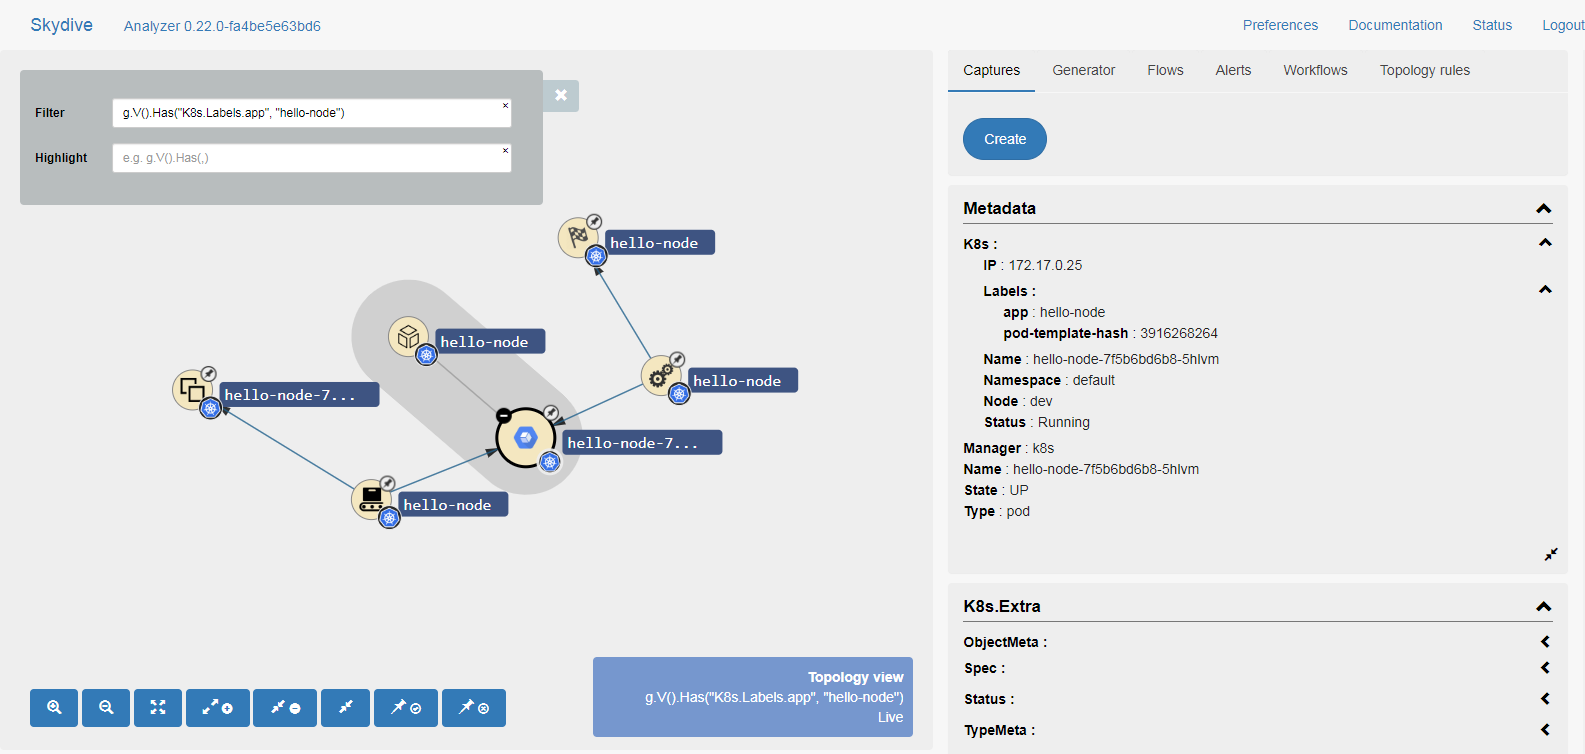 Skydive
Analyzer 0.22.0-fa4be5e63bd6
Preferences
Documentation
Status
Logout
Filter
g.V().Has("K8s.Labels.app", "hello-node")
Highlight
e.g. g.V().Has(,)
hello-node
hello-node
hello-node
hello-node-7...
hello-node-7...
hello-node
Topology view
g.V().Has("K8s.Labels.app", "hello-node")
Live
Captures
Generator
Flows
Alerts
Workflows
Topology rules
Create
Metadata
K8s :
IP : 172.17.0.25
Labels :
app : hello-node
pod-template-hash : 3916268264
Name : hello-node-7f5b6bd6b8-5hlvm
Namespace : default
Node : dev
Status : Running
Manager : k8s
Name : hello-node-7f5b6bd6b8-5hlvm
State : UP
Type : pod
K8s.Extra
ObjectMeta :
Spec :
Status :
TypeMeta :